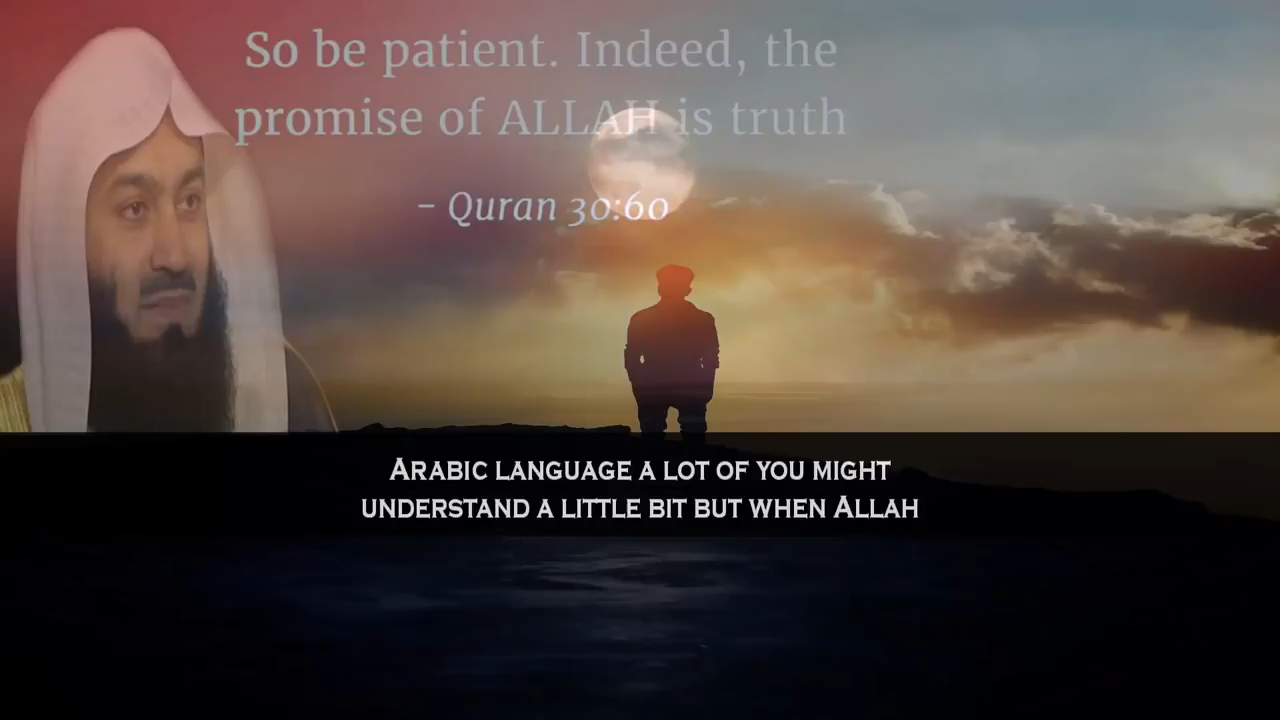 So be patient. Indeed, the
promise of ALLAH is truth
– Quran 30:60
Arabic language a lot of you might
understand a little bit but when Allah